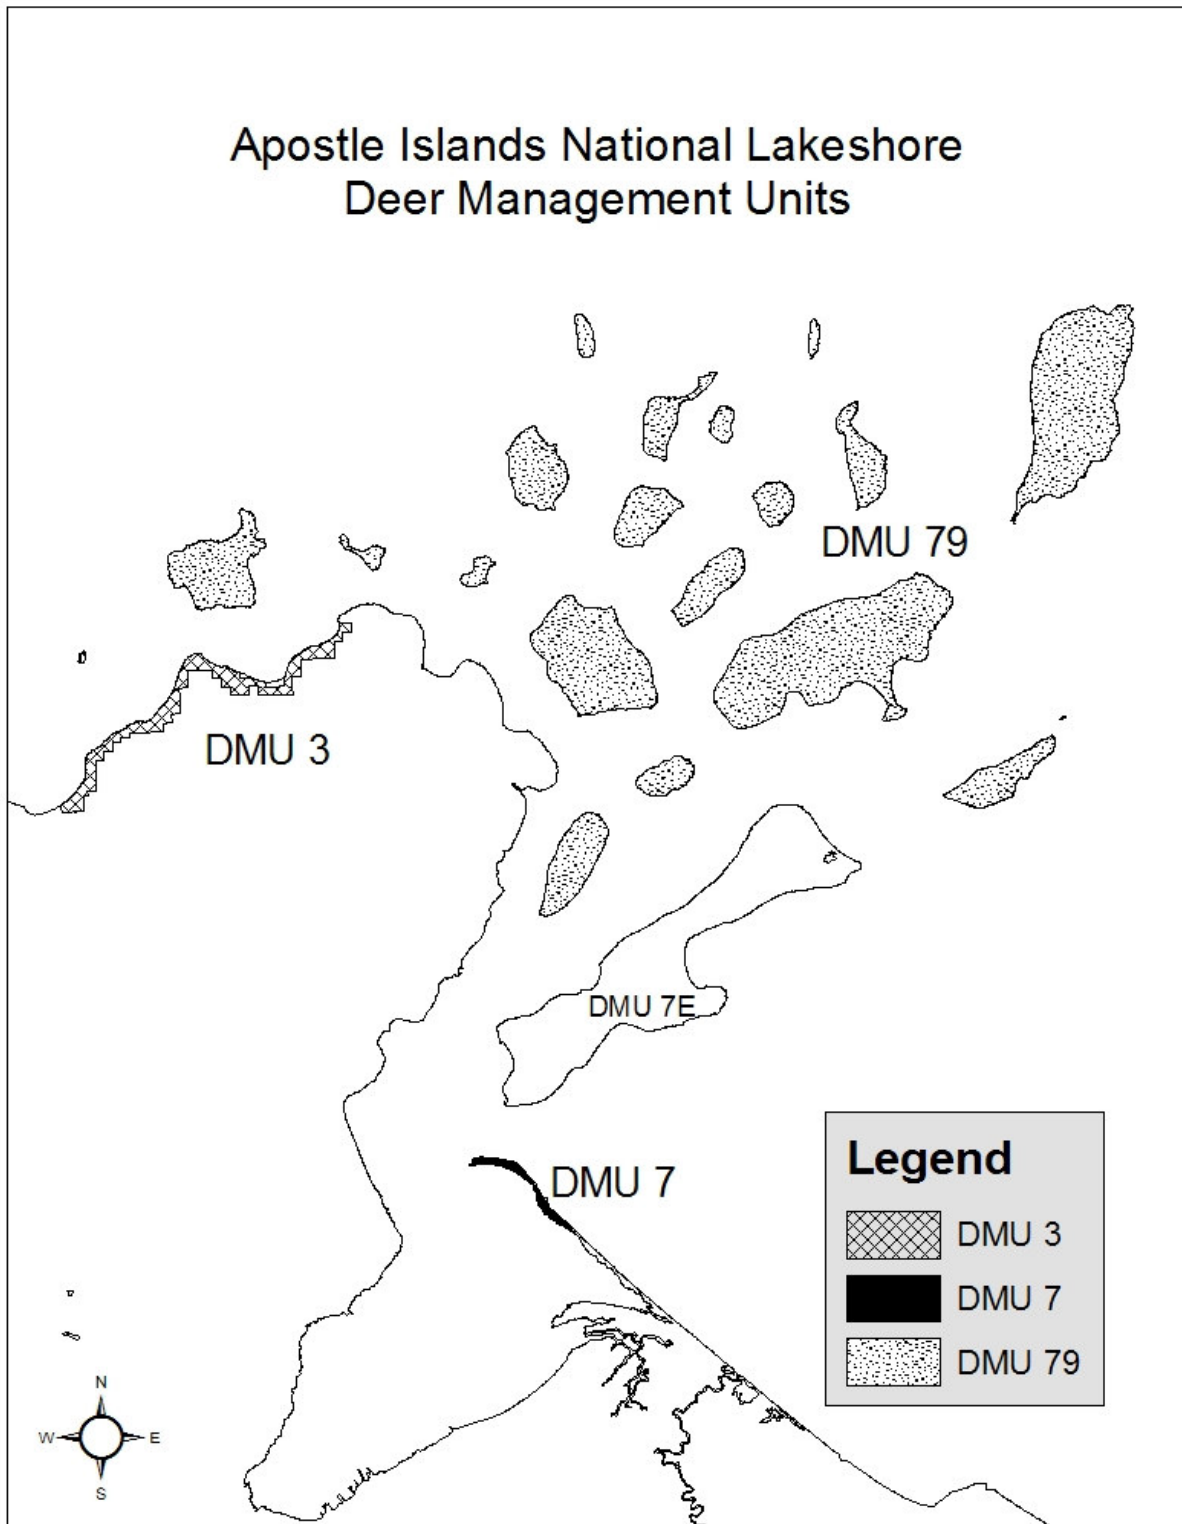 Apostle Islands National Lakeshore
Deer Management Units
DMU 79
DMU 3
DMU 7E
DMU 7
Legend
DMU 3
DMU 7
DMU 79
N
W E
S